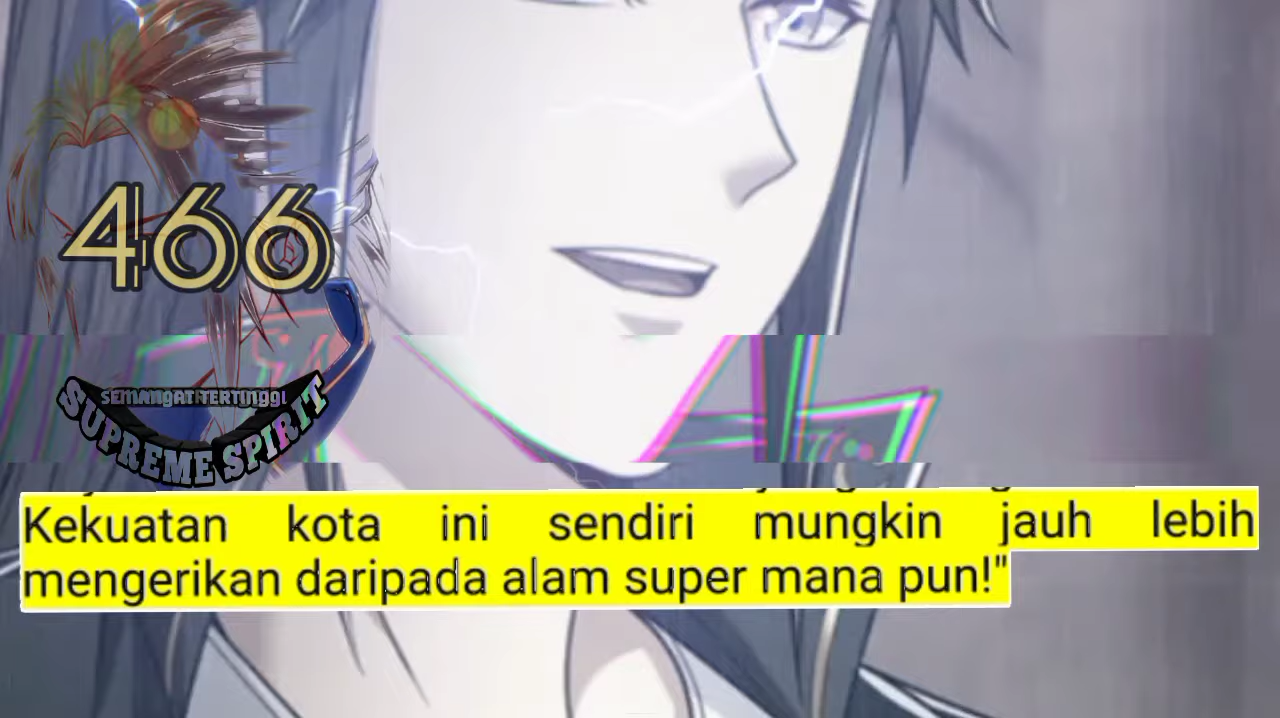 466
SEMANGAT TERTINGGI
SUPREME SPIRIT
Kekuatan kota ini sendiri mungkin jauh lebih
mengerikan daripada alam super mana pun!"